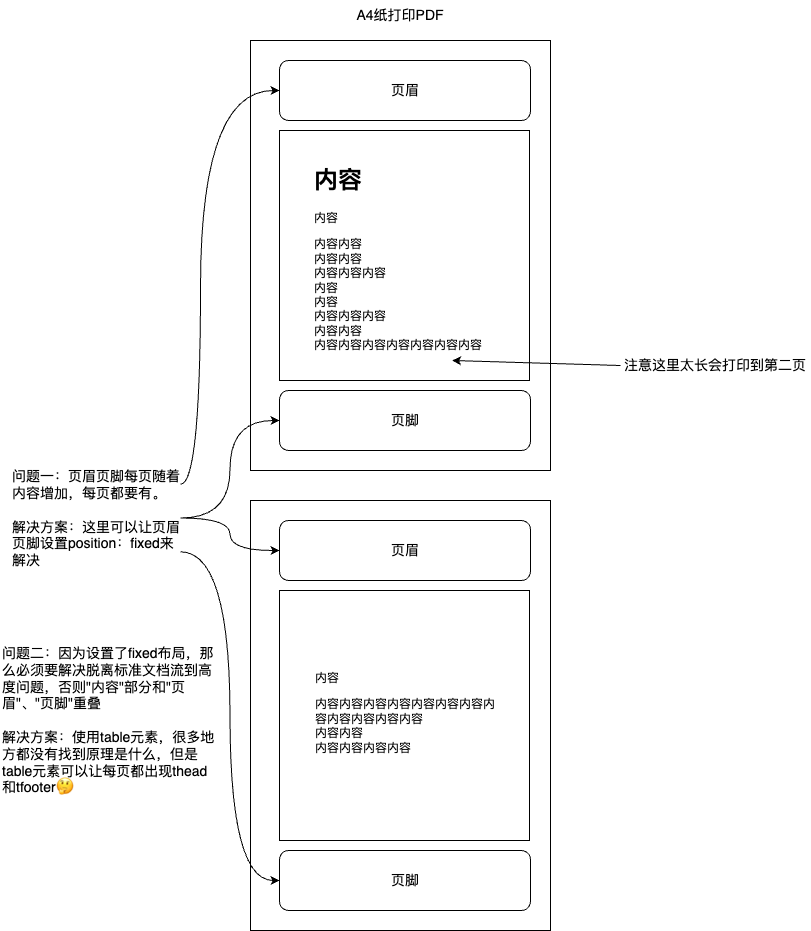 A4纸打印PDF
页眉
内容
内容
内容内容
内容内容
内容内容内容
内容
内容
内容内容内容
内容内容
内容内容内容内容内容内容内容
注意这里太长会打印到第二页
页脚
问题一：页眉页脚每页随着
内容增加，每页都要有。
解决方案：这里可以让页眉
页脚设置position：fixed来
解决
页眉
问题二：因为设置了fixed布局，那
么必须要解决脱离标准文档流到高
度问题，否则"内容"部分和"页
眉"、"页脚"重叠
解决方案：使用table元素，很多地
方都没有找到原理是什么，但是
table元素可以让每页都出现thead
和tfooter🤔
内容
内容内容内容内容内容内容内容内
容内容内容内容内容
内容内容
内容内容内容内容
页脚